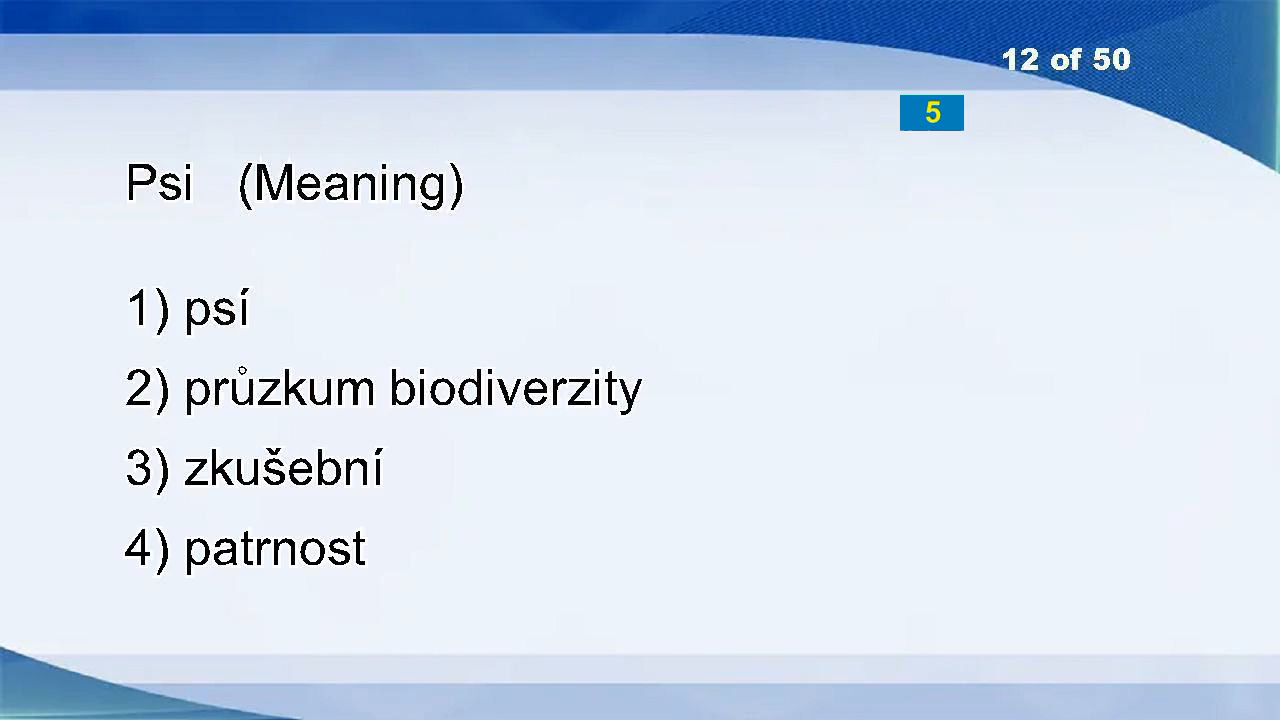 12 of 50
5
Psi (Meaning)
1) psí
2) průzkum biodiverzity
3) zkušební
4) patrnost